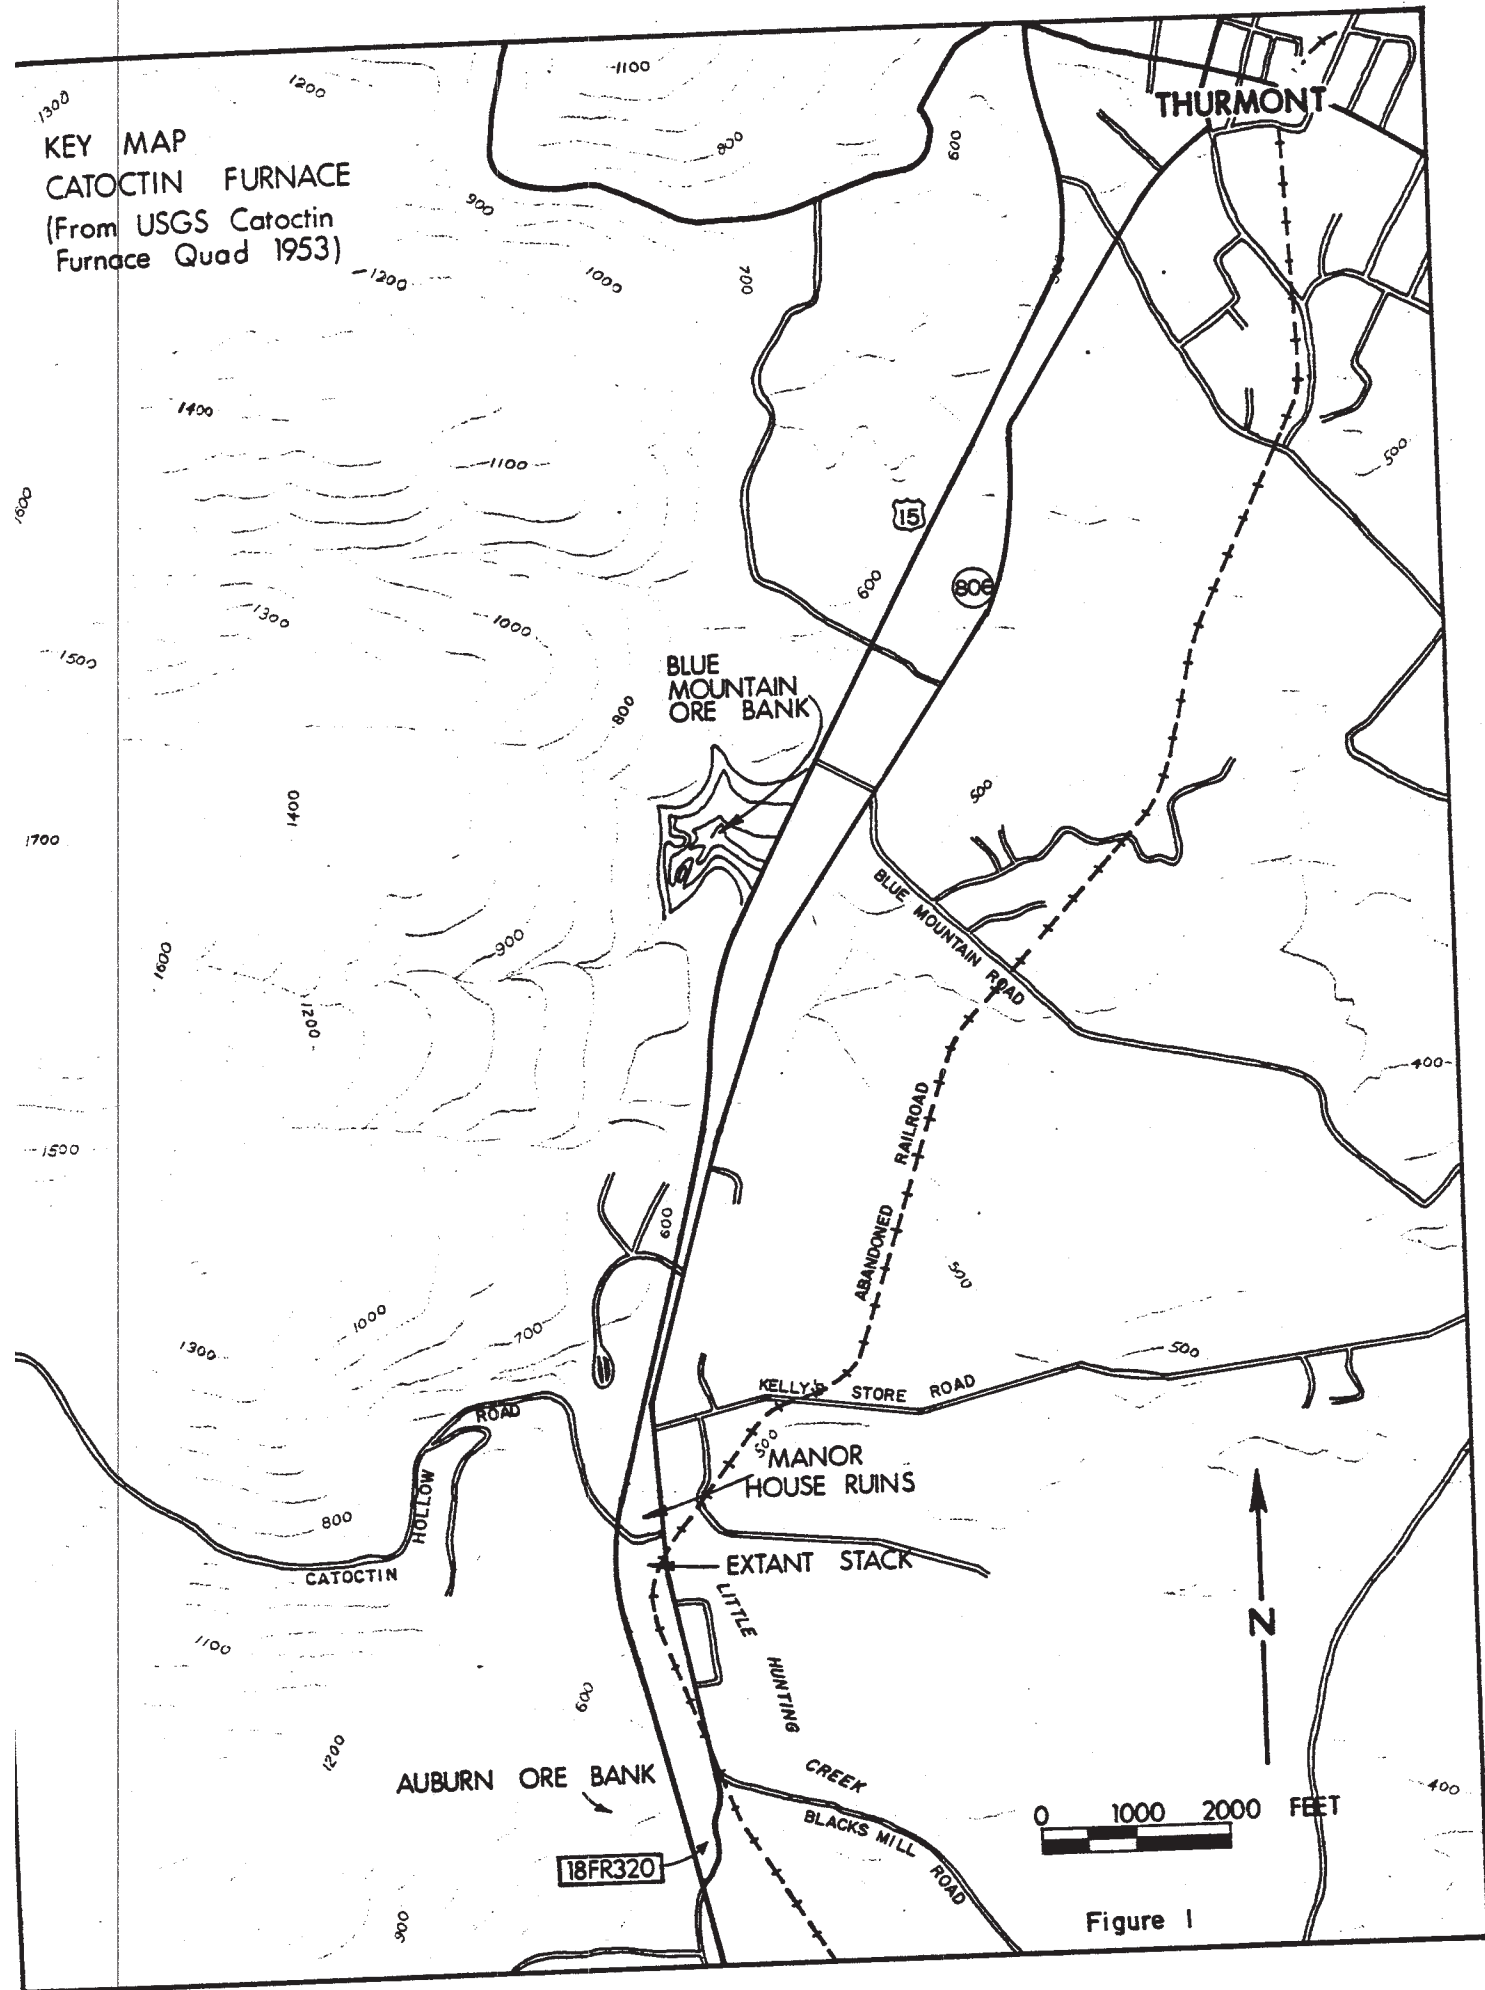 KEY MAP
CATOCTIN FURNACE
(From USGS Catoctin
Furnace Quad 1953)
THURMONT
1300
1200
1100
800
600
900
1200
1000
700
1400
1100
500
1600
15
806
600
1300
1000
1500
BLUE
MOUNTAIN
ORE BANK
800
500
1400
1700
BLUE MOUNTAIN ROAD
900
1600
1200
400
ABANDONED RAILROAD
1500
600
500
1000
700
1300
500
KELLY'S STORE ROAD
CATOCTIN HOLLOW ROAD
500
MANOR
HOUSE RUINS
800
EXTANT STACK
LITTLE HUNTING CREEK
1100
N
600
1200
AUBURN ORE BANK
BLACKS MILL ROAD
400
0 1000 2000 FEET
18FR320
900
Figure 1